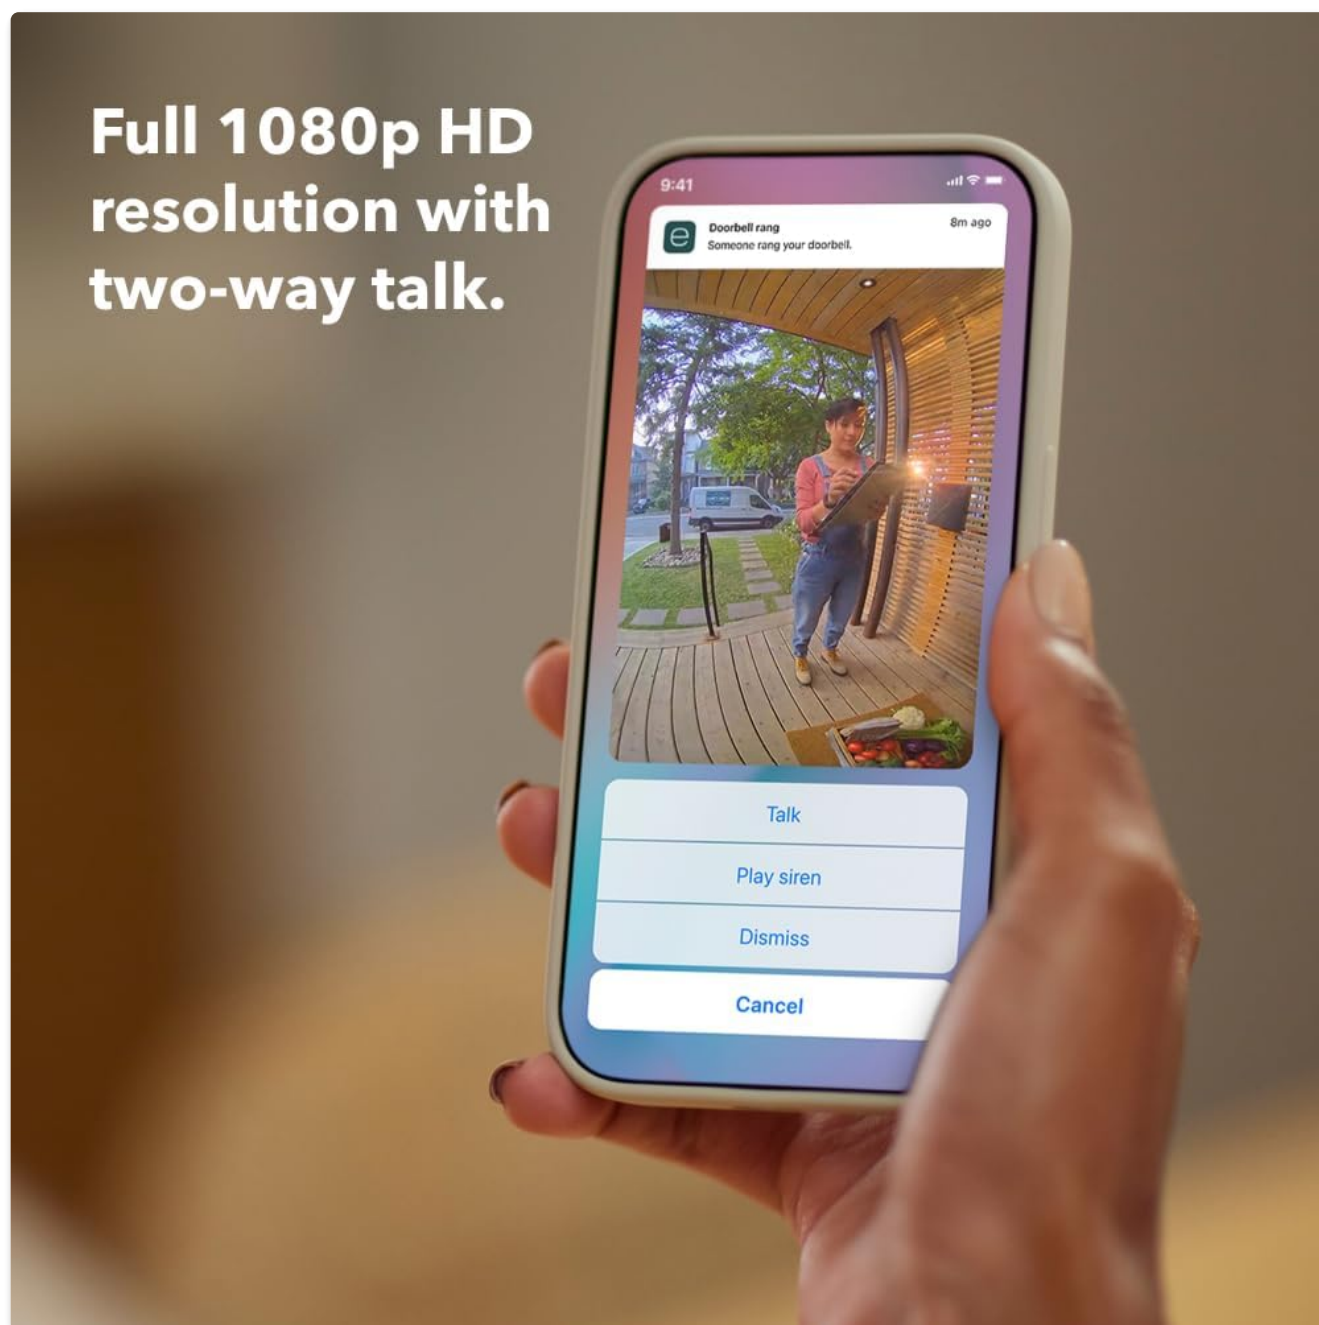 Full 1080p HD
resolution with
two-way talk.
9:41
Doorbell rang
8m ago
Someone rang your doorbell.
Talk
Play siren
Dismiss
Cancel